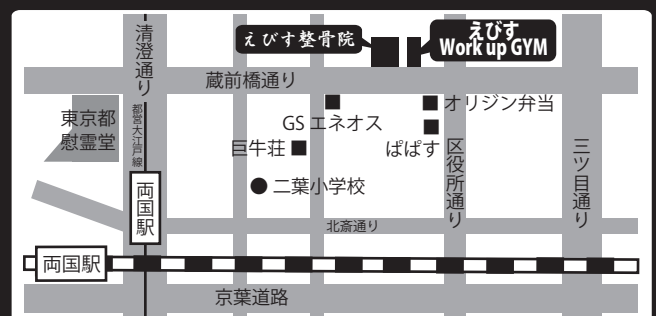 えびす整骨院
えびす
Work up GYM
清澄通り
蔵前橋通り
東京都
慰霊堂
都営大江戸線
GS エネオス
オリジン弁当
巨牛荘
ぱぱす
区役所通り
三ツ目通り
二葉小学校
両国駅
北斎通り
両国駅
京葉道路